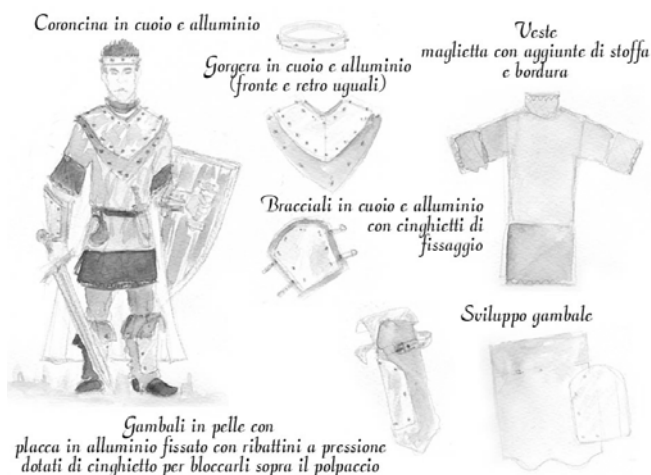 Coroncina in cuoio e alluminio
Gorgera in cuoio e alluminio
(fronte e retro uguali)
Veste
maglietta con aggiunte di stoffa
e bordura
Bracciali in cuoio e alluminio
con cinghietti di
fissaggio
Sviluppo gambale
Gambali in pelle con
placca in alluminio fissato con ribattini a pressione
dotati di cinghietto per bloccarli sopra il polpaccio